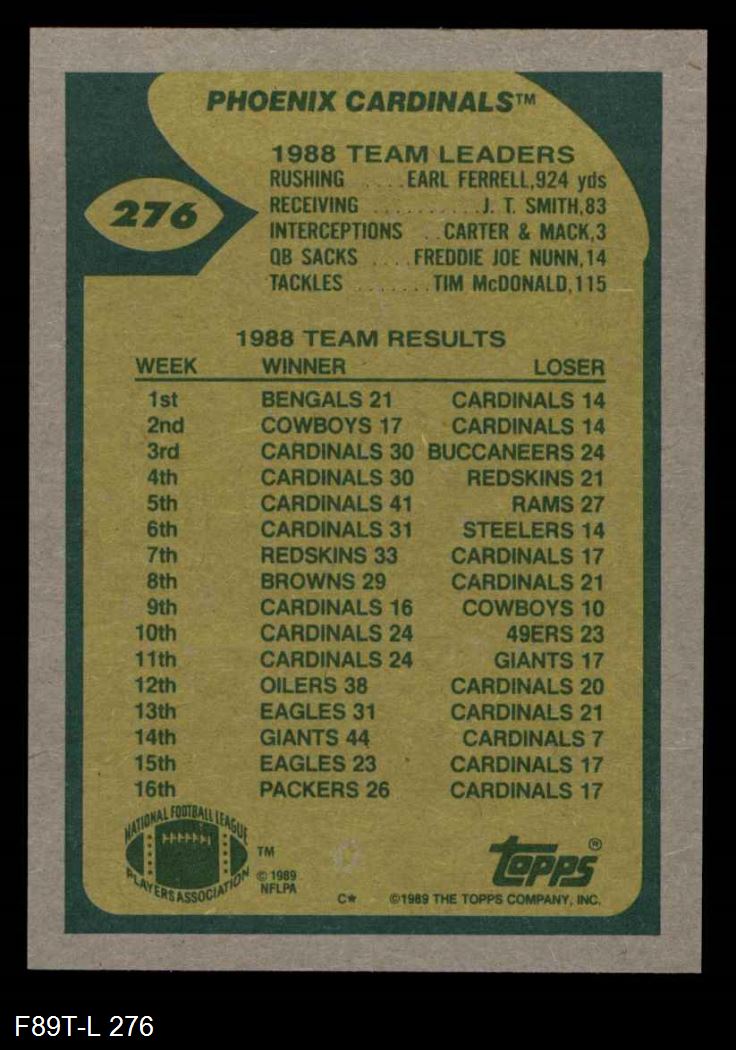 PHOENIX CARDINALS™
1988 TEAM LEADERS
RUSHING ....EARL FERRELL,924 yds
276
RECEIVING ..........J. T. SMITH,83
INTERCEPTIONS ..CARTER & MACK,3
QB SACKS ....FREDDIE JOE NUNN,14
TACKLES .......TIM McDONALD,115
1988 TEAM RESULTS
WEEK WINNER LOSER
1st BENGALS 21 CARDINALS 14
2nd COWBOYS 17 CARDINALS 14
3rd CARDINALS 30 BUCCANEERS 24
4th CARDINALS 30 REDSKINS 21
5th CARDINALS 41 RAMS 27
6th CARDINALS 31 STEELERS 14
7th REDSKINS 33 CARDINALS 17
8th BROWNS 29 CARDINALS 21
9th CARDINALS 16 COWBOYS 10
10th CARDINALS 24 49ERS 23
11th CARDINALS 24 GIANTS 17
12th OILERS 38 CARDINALS 20
13th EAGLES 31 CARDINALS 21
14th GIANTS 44 CARDINALS 7
15th EAGLES 23 CARDINALS 17
16th PACKERS 26 CARDINALS 17
NATIONAL FOOTBALL LEAGUE
PLAYERS ASSOCIATION
TM
© 1989
NFLPA
topps®
C* ©1989 THE TOPPS COMPANY, INC.
F89T-L 276